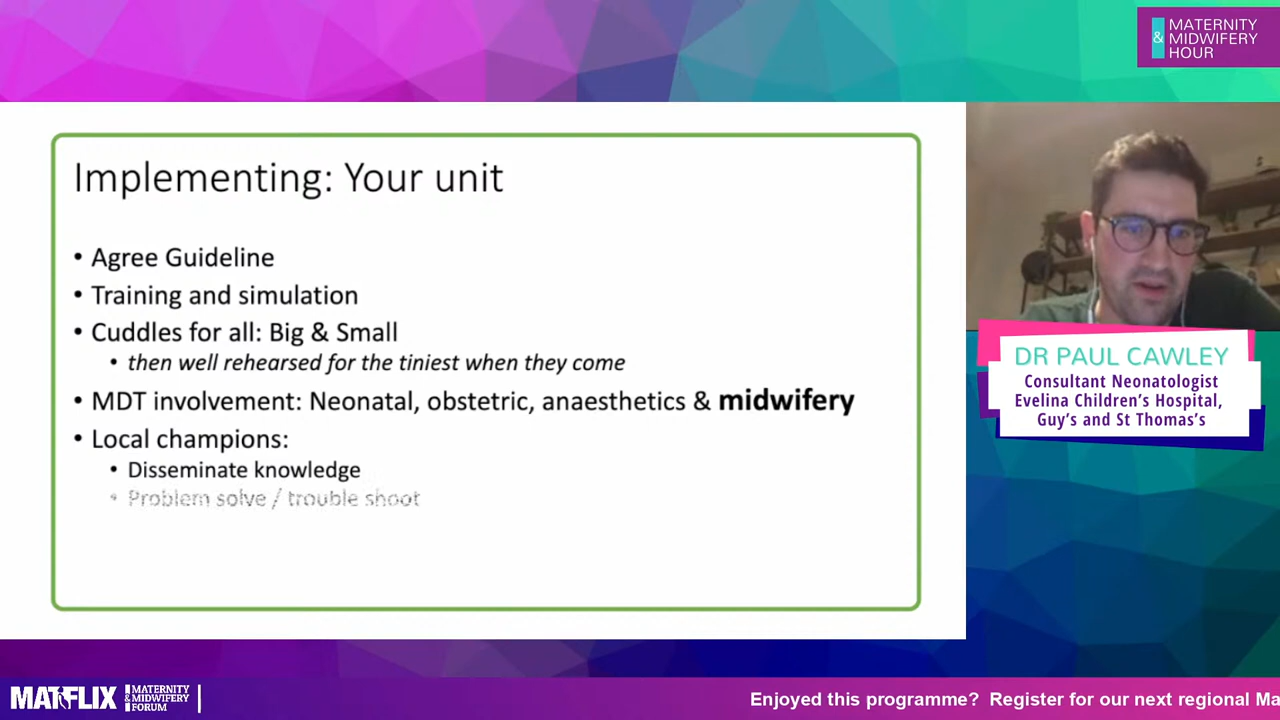 &
MATERNITY
MIDWIFERY
HOUR
Implementing: Your unit
• Agree Guideline
• Training and simulation
• Cuddles for all: Big & Small
• then well rehearsed for the tiniest when they come
• MDT involvement: Neonatal, obstetric, anaesthetics & midwifery
• Local champions:
• Disseminate knowledge
• Problem solve / trouble shoot
DR PAUL CAWLEY
Consultant Neonatologist
Evelina Children's Hospital,
Guy's and St Thomas's
MATFLIX
MATERNITY
&MIDWIFERY
FORUM
Enjoyed this programme? Register for our next regional Ma